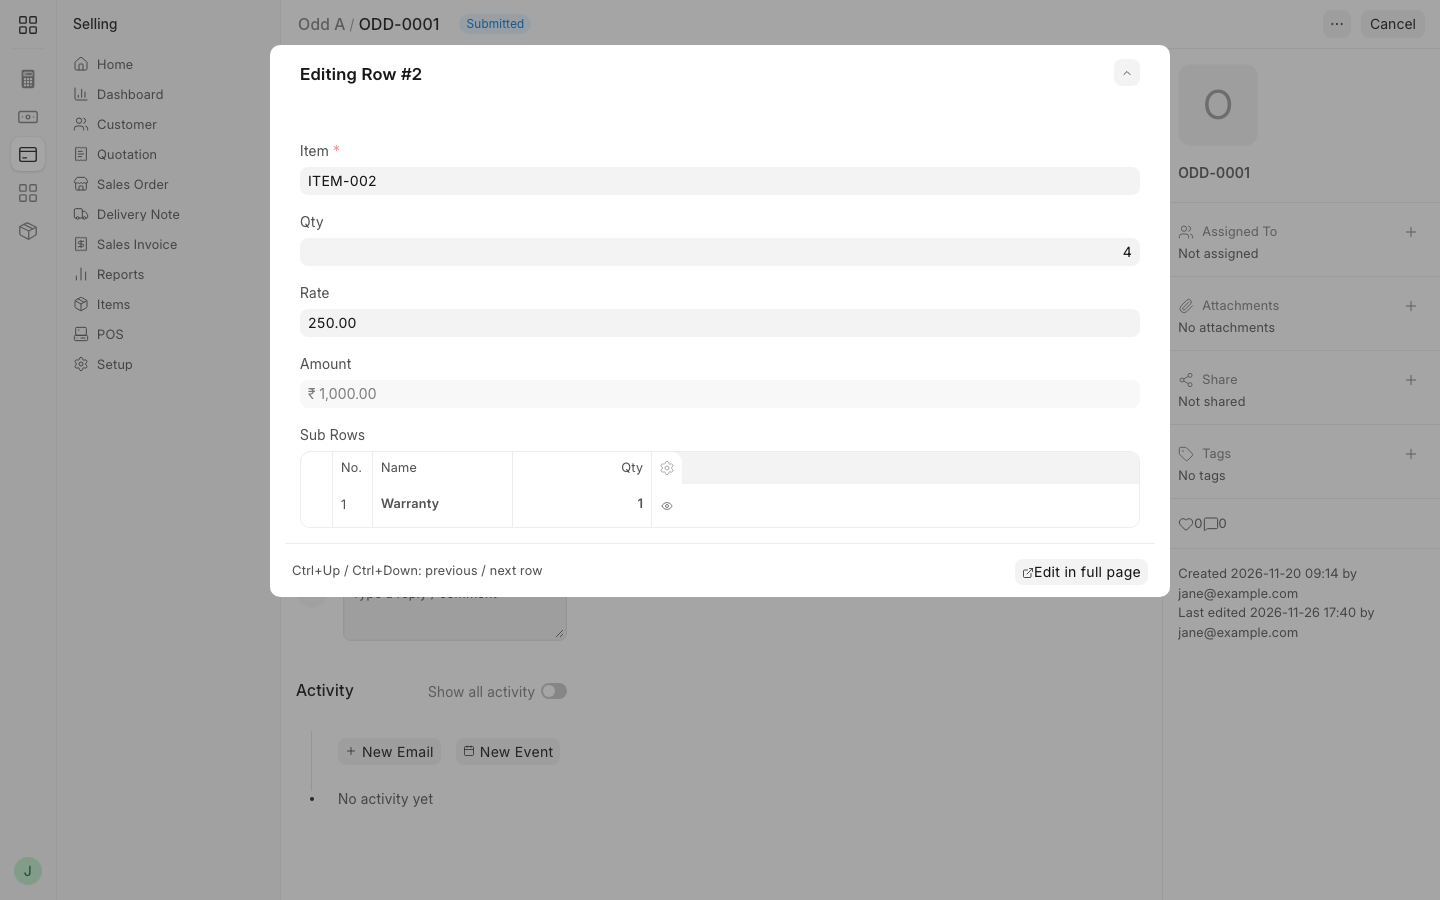 Selling
Odd A / ODD-0001
Submitted
Cancel
Home
Dashboard
Customer
Quotation
Sales Order
Delivery Note
Sales Invoice
Reports
Items
POS
Setup
J
Editing Row #2
Item *
ITEM-002
Qty
4
Rate
250.00
Amount
₹ 1,000.00
Sub Rows
No. Name Qty
1 Warranty 1
Ctrl+Up / Ctrl+Down: previous / next row
Edit in full page
Activity
Show all activity
New Email
New Event
No activity yet
O
ODD-0001
Assigned To
Not assigned
Attachments
No attachments
Share
Not shared
Tags
No tags
0 0
Created 2026-11-20 09:14 by
jane@example.com
Last edited 2026-11-26 17:40 by
jane@example.com